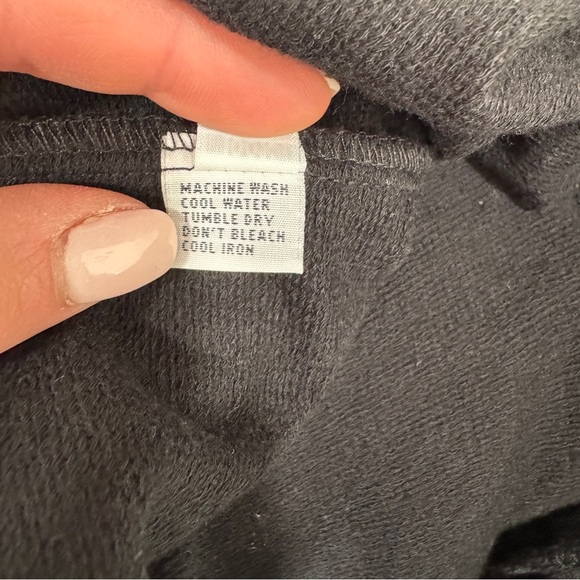 MACHINE WASH
COOL WATER
TUMBLE DRY
DON'T BLEACH
COOL IRON